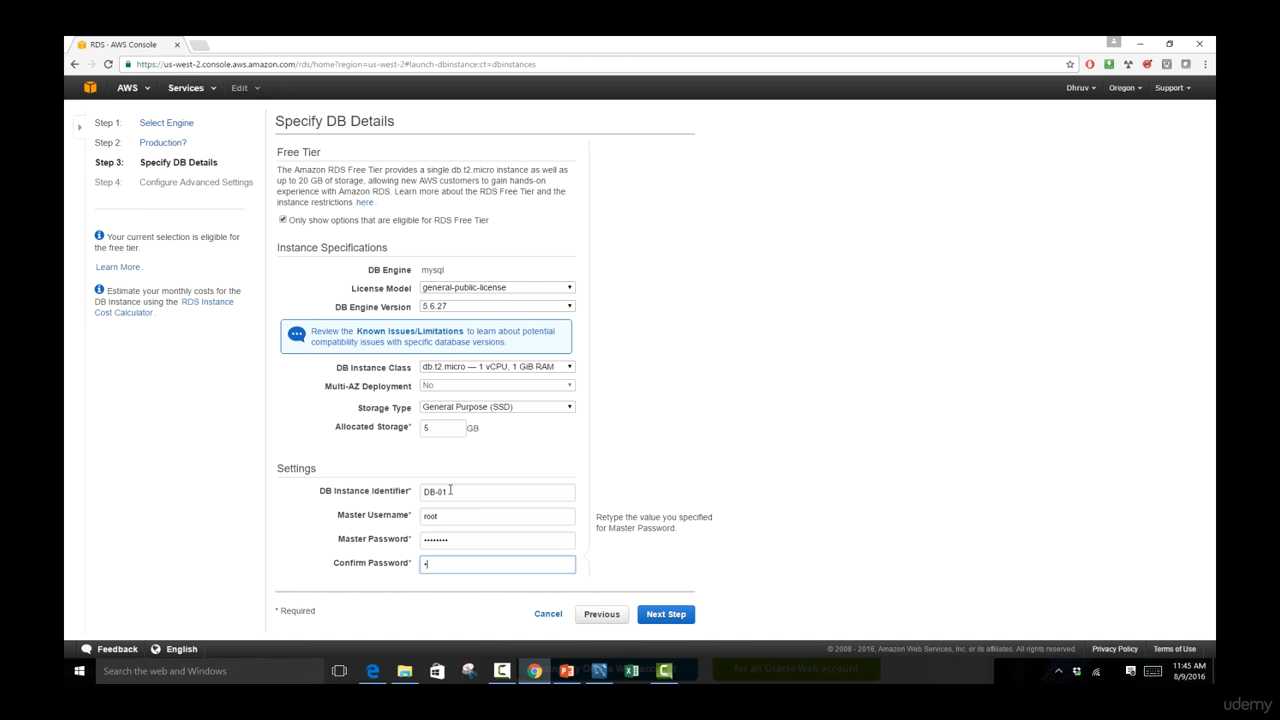 RDS · AWS Console
https://us-west-2.console.aws.amazon.com/rds/home?region=us-west-2#launch-dbinstance:ct=dbinstances
AWS Services Edit Dhruv Oregon Support
Step 1: Select Engine
Step 2: Production?
Step 3: Specify DB Details
Step 4: Configure Advanced Settings
Your current selection is eligible for
the free tier.
Learn More.
Estimate your monthly costs for the
DB Instance using the RDS Instance
Cost Calculator.
Specify DB Details
Free Tier
The Amazon RDS Free Tier provides a single db.t2.micro instance as well as
up to 20 GB of storage, allowing new AWS customers to gain hands-on
experience with Amazon RDS. Learn more about the RDS Free Tier and the
instance restrictions here.
Only show options that are eligible for RDS Free Tier
Instance Specifications
DB Engine mysql
License Model general-public-license
DB Engine Version 5.6.27
Review the Known Issues/Limitations to learn about potential
compatibility issues with specific database versions.
DB Instance Class db.t2.micro — 1 vCPU, 1 GiB RAM
Multi-AZ Deployment No
Storage Type General Purpose (SSD)
Allocated Storage* 5 GB
Settings
DB Instance Identifier* DB-01
Master Username* root
Master Password* ••••••••
Confirm Password* •
Retype the value you specified
for Master Password.
* Required
Cancel Previous Next Step
Feedback English © 2008 - 2016, Amazon Web Services, Inc. or its affiliates. All rights reserved. Privacy Policy Terms of Use
Search the web and Windows
for an Oracle Web account
11:45 AM
8/9/2016
udemy